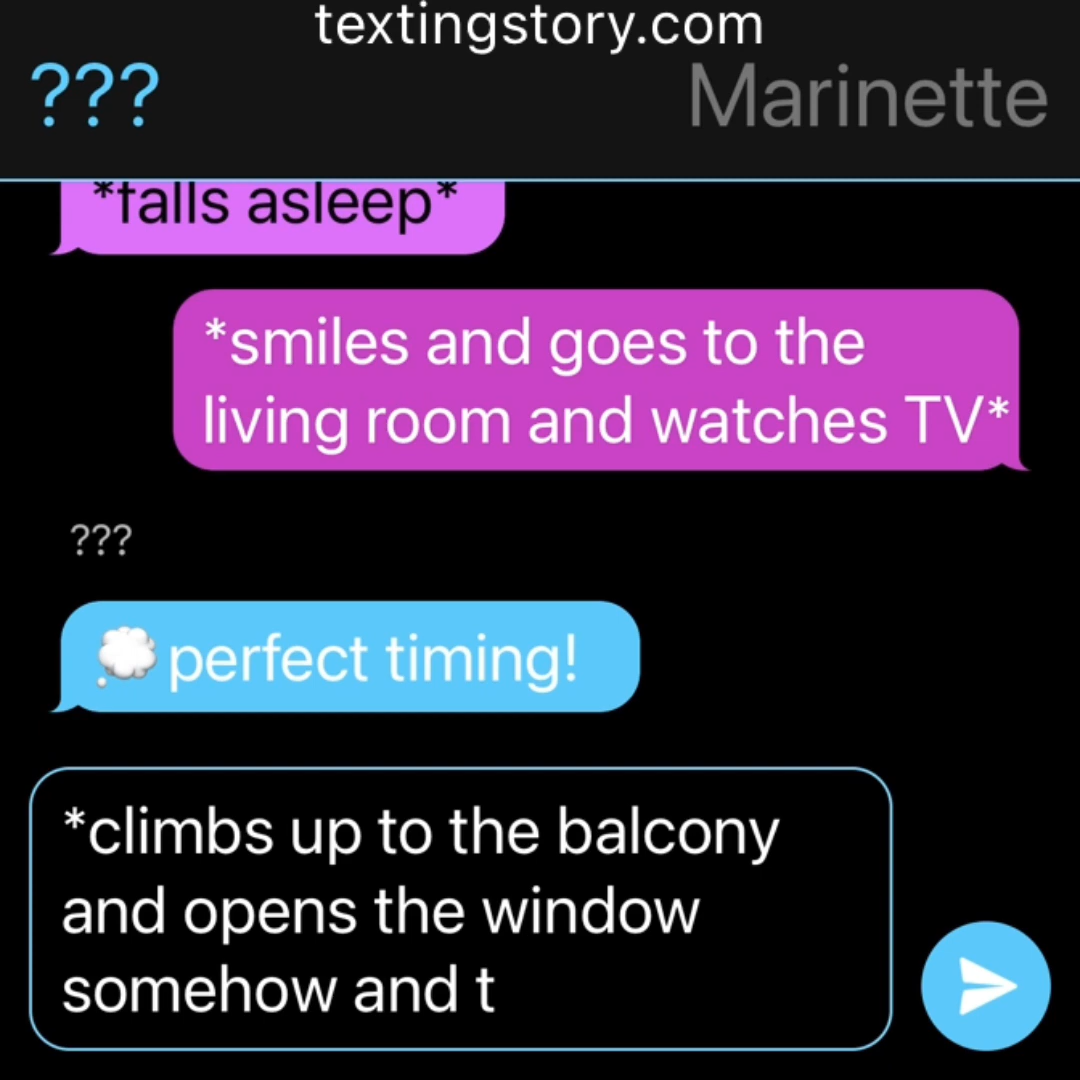 textingstory.com
??? Marinette
*falls asleep*
*smiles and goes to the
living room and watches TV*
???
💭 perfect timing!
*climbs up to the balcony
and opens the window
somehow and t